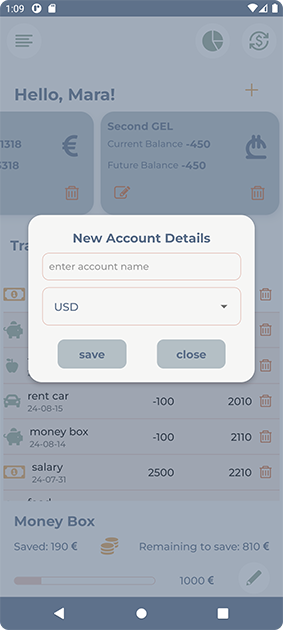 1:09
Hello, Mara!
+
1318
€
3318
Second GEL
Current Balance -450
Future Balance -450
New Account Details
enter account name
USD
save close
rent car -100 2010
24-08-15
money box -100 2110
24-08-14
salary 2500 2210
24-07-31
Money Box
Saved: 190 € Remaining to save: 810 €
1000 €